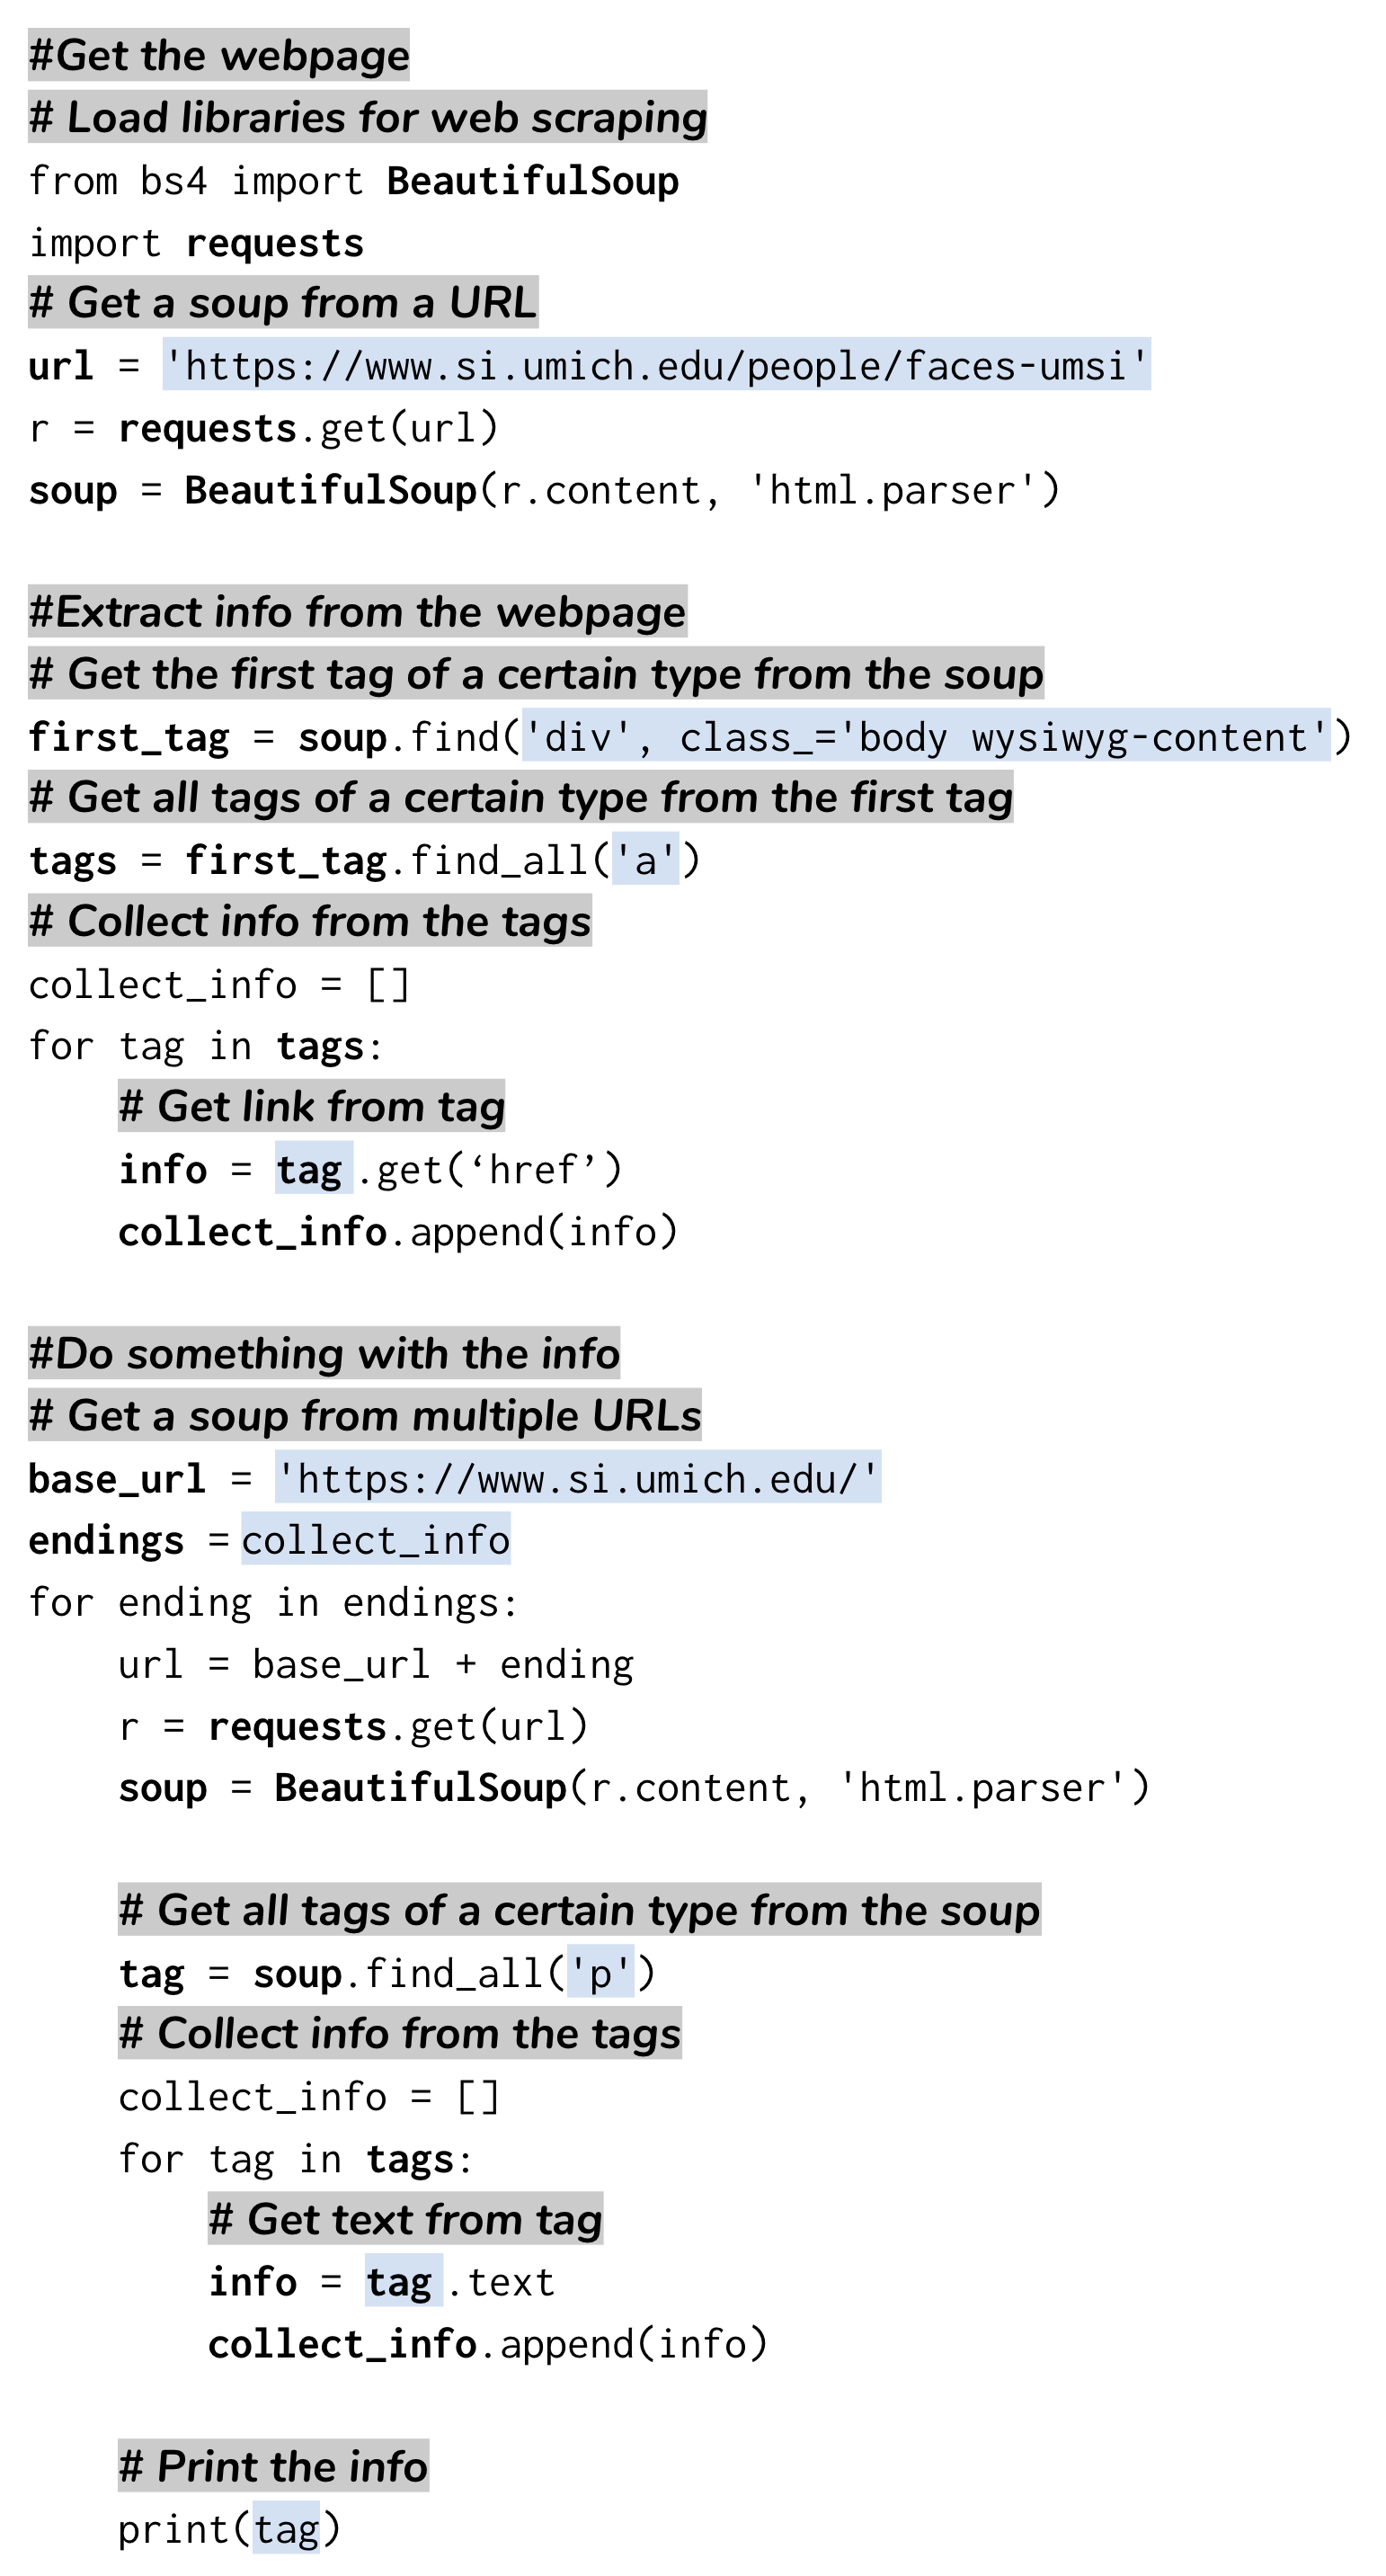 #Get the webpage
# Load libraries for web scraping
from bs4 import BeautifulSoup
import requests
# Get a soup from a URL
url = 'https://www.si.umich.edu/people/faces-umsi'
r = requests.get(url)
soup = BeautifulSoup(r.content, 'html.parser')
#Extract info from the webpage
# Get the first tag of a certain type from the soup
first_tag = soup.find('div', class_='body wysiwyg-content')
# Get all tags of a certain type from the first tag
tags = first_tag.find_all('a')
# Collect info from the tags
collect_info = []
for tag in tags:
    # Get link from tag
    info = tag .get(‘href’)
    collect_info.append(info)
#Do something with the info
# Get a soup from multiple URLs
base_url = 'https://www.si.umich.edu/'
endings = collect_info
for ending in endings:
    url = base_url + ending
    r = requests.get(url)
    soup = BeautifulSoup(r.content, 'html.parser')
    # Get all tags of a certain type from the soup
    tag = soup.find_all('p')
    # Collect info from the tags
    collect_info = []
    for tag in tags:
        # Get text from tag
        info = tag .text
        collect_info.append(info)
    # Print the info
    print(tag)